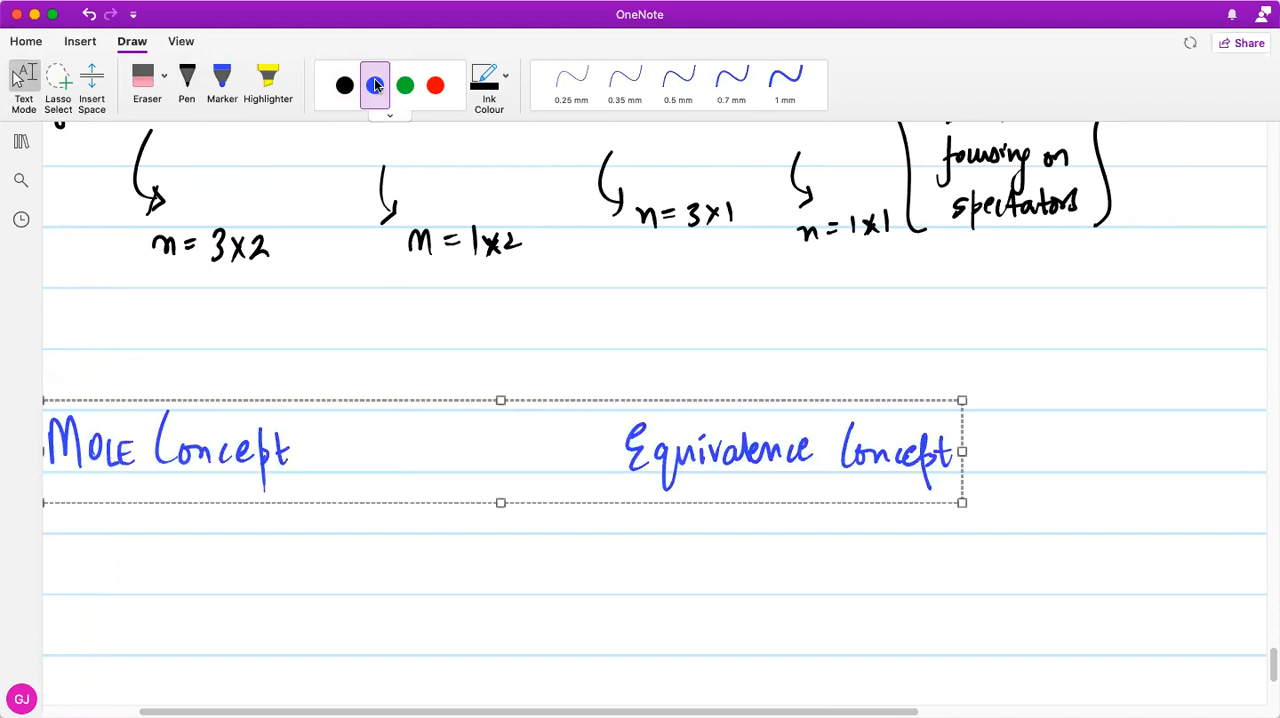 OneNote
Home Insert Draw View
Share
Text Mode
Lasso Select
Insert Space
Eraser
Pen
Marker
Highlighter
Ink Colour
0.25 mm 0.35 mm 0.5 mm 0.7 mm 1 mm
focusing on
spectators
n = 3×2
n = 1×2
n = 3×1
n = 1×1
MOLE Concept
Equivalence Concept
GJ